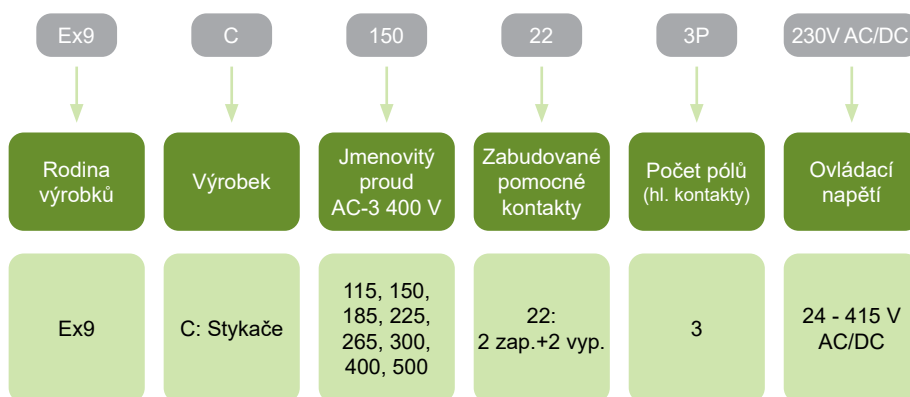 Ex9
C
150
22
3P
230V AC/DC
Rodina
výrobků
Výrobek
Jmenovitý
proud
AC-3 400 V
Zabudované
pomocné
kontakty
Počet pólů
(hl. kontakty)
Ovládací
napětí
Ex9
C: Stykače
115, 150,
185, 225,
265, 300,
400, 500
22:
2 zap.+2 vyp.
3
24 - 415 V
AC/DC